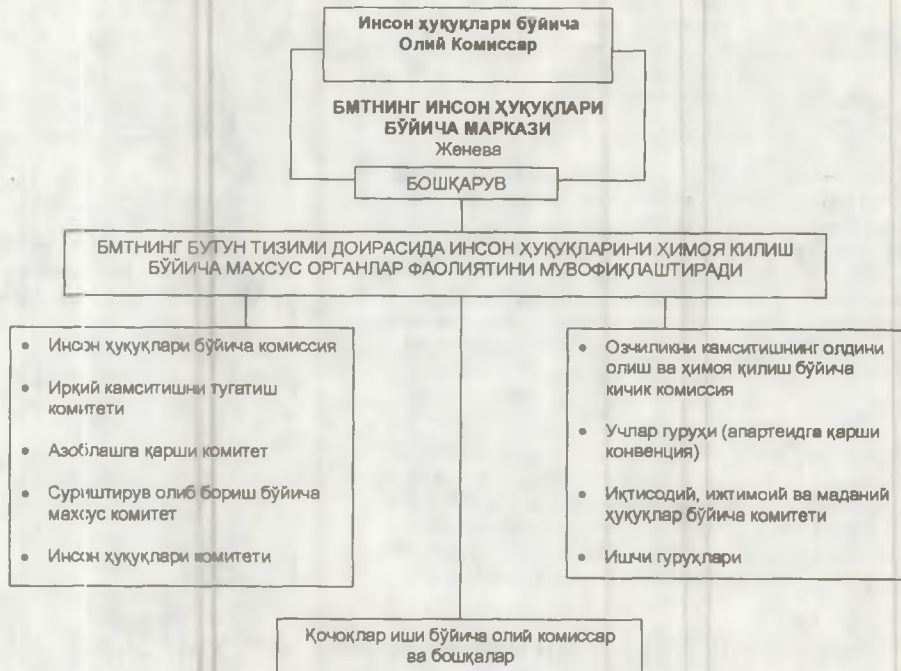 Инсон ҳуқуқлари бўйича
Олий Комиссар
БМТНИНГ ИНСОН ҲУҚУҚЛАРИ
БЎЙИЧА МАРКАЗИ
Женева
БОШҚАРУВ
БМТНИНГ БУТУН ТИЗИМИ ДОИРАСИДА ИНСОН ҲУҚУҚЛАРИНИ ҲИМОЯ КИЛИШ
БЎЙИЧА МАХСУС ОРГАНЛАР ФАОЛИЯТИНИ МУВОФИҚЛАШТИРАДИ
• Инсон ҳуқуқлари бўйича комиссия
• Ирқий камситишни тугатиш
комитети
• Азоблашга қарши комитет
• Суриштирув олиб бориш бўйича
махсус комитет
• Инсон ҳуқуқлари комитети
• Озчиликни камситишнинг олдини
олиш ва ҳимоя қилиш бўйича
кичик комиссия
• Учлар гуруҳи (апартеидга қарши
конвенция)
• Иқтисодий, ижтимоий ва маданий
ҳуқуқлар бўйича комитети
• Ишчи гуруҳлари
Қочоқлар иши бўйича олий комиссар
ва бошқалар